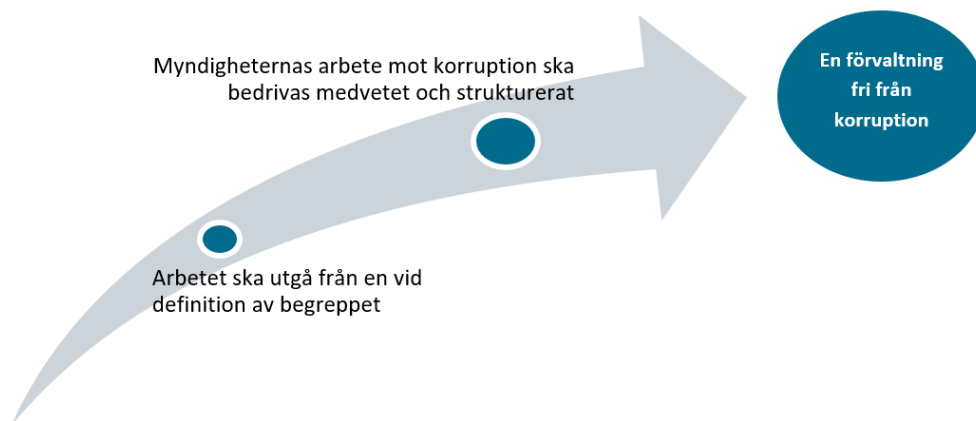 Myndigheternas arbete mot korruption ska
bedrivas medvetet och strukturerat
En förvaltning
fri från
korruption
Arbetet ska utgå från en vid
definition av begreppet